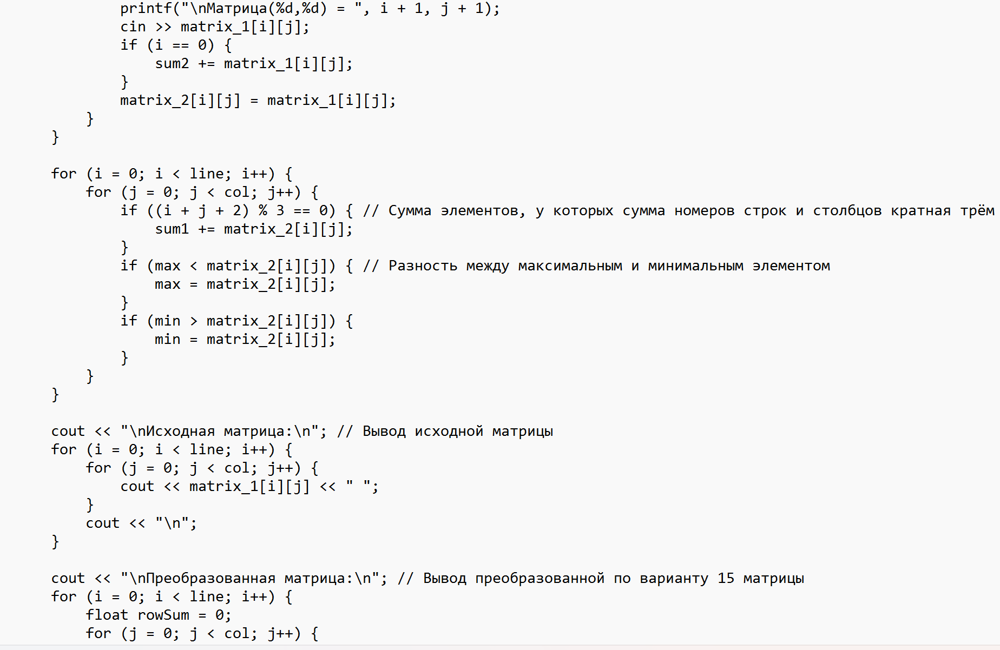 printf("\nМатрица(%d,%d) = ", i + 1, j + 1);
        cin >> matrix_1[i][j];
        if (i == 0) {
            sum2 += matrix_1[i][j];
        }
        matrix_2[i][j] = matrix_1[i][j];
    }
}

for (i = 0; i < line; i++) {
    for (j = 0; j < col; j++) {
        if ((i + j + 2) % 3 == 0) { // Сумма элементов, у которых сумма номеров строк и столбцов кратная трём
            sum1 += matrix_2[i][j];
        }
        if (max < matrix_2[i][j]) { // Разность между максимальным и минимальным элементом
            max = matrix_2[i][j];
        }
        if (min > matrix_2[i][j]) {
            min = matrix_2[i][j];
        }
    }
}

cout << "\nИсходная матрица:\n"; // Вывод исходной матрицы
for (i = 0; i < line; i++) {
    for (j = 0; j < col; j++) {
        cout << matrix_1[i][j] << " ";
    }
    cout << "\n";
}

cout << "\nПреобразованная матрица:\n"; // Вывод преобразованной по варианту 15 матрицы
for (i = 0; i < line; i++) {
    float rowSum = 0;
    for (j = 0; j < col; j++) {